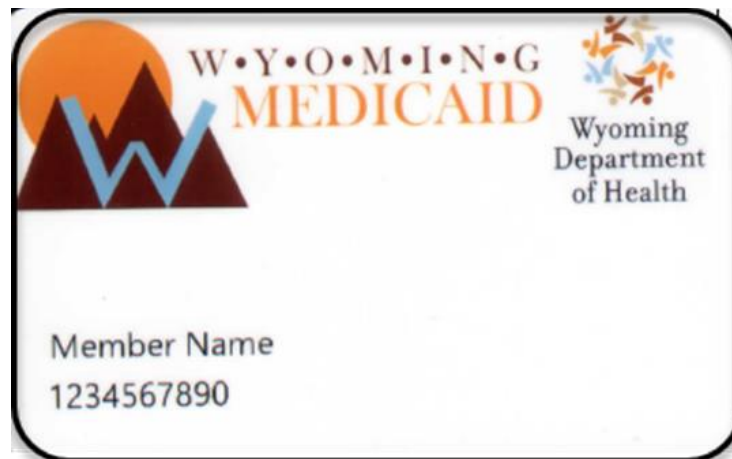 W•Y•O•M•I•N•G
MEDICAID
Wyoming
Department
of Health
Member Name
1234567890